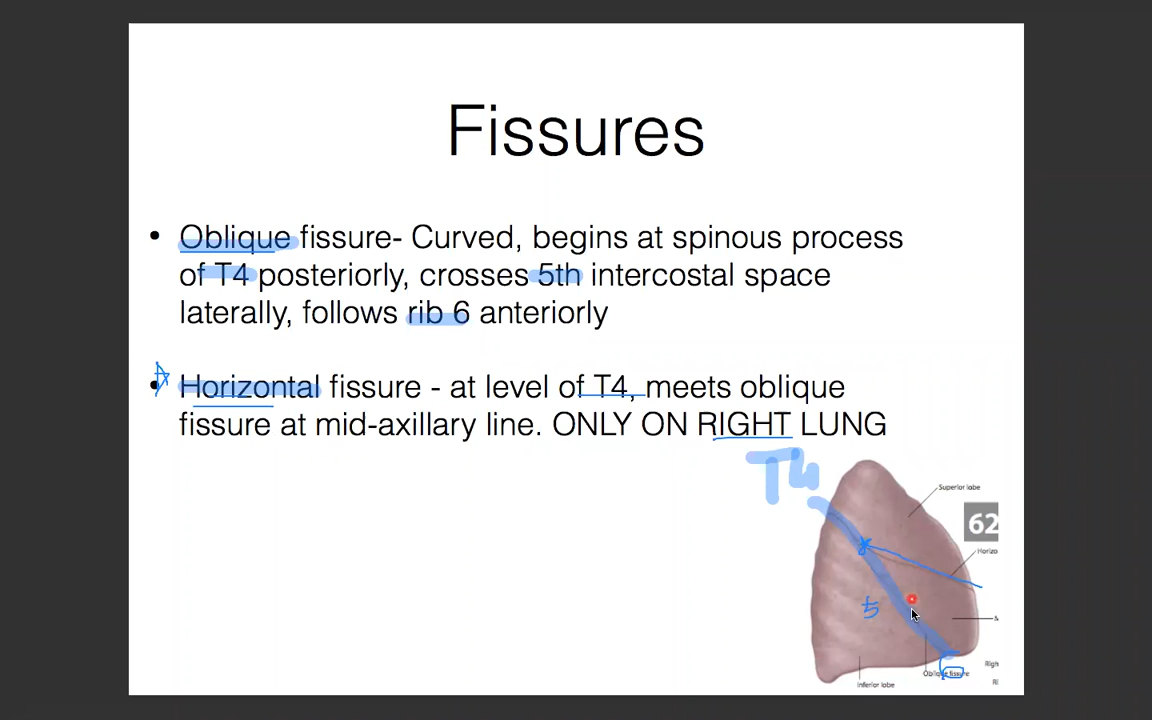 Fissures
• Oblique fissure- Curved, begins at spinous process
of T4 posteriorly, crosses 5th intercostal space
laterally, follows rib 6 anteriorly
• Horizontal fissure - at level of T4, meets oblique
fissure at mid-axillary line. ONLY ON RIGHT LUNG
T4
Superior lobe
62
Horizo
5
Righ
Oblique fissure
Inferior lobe